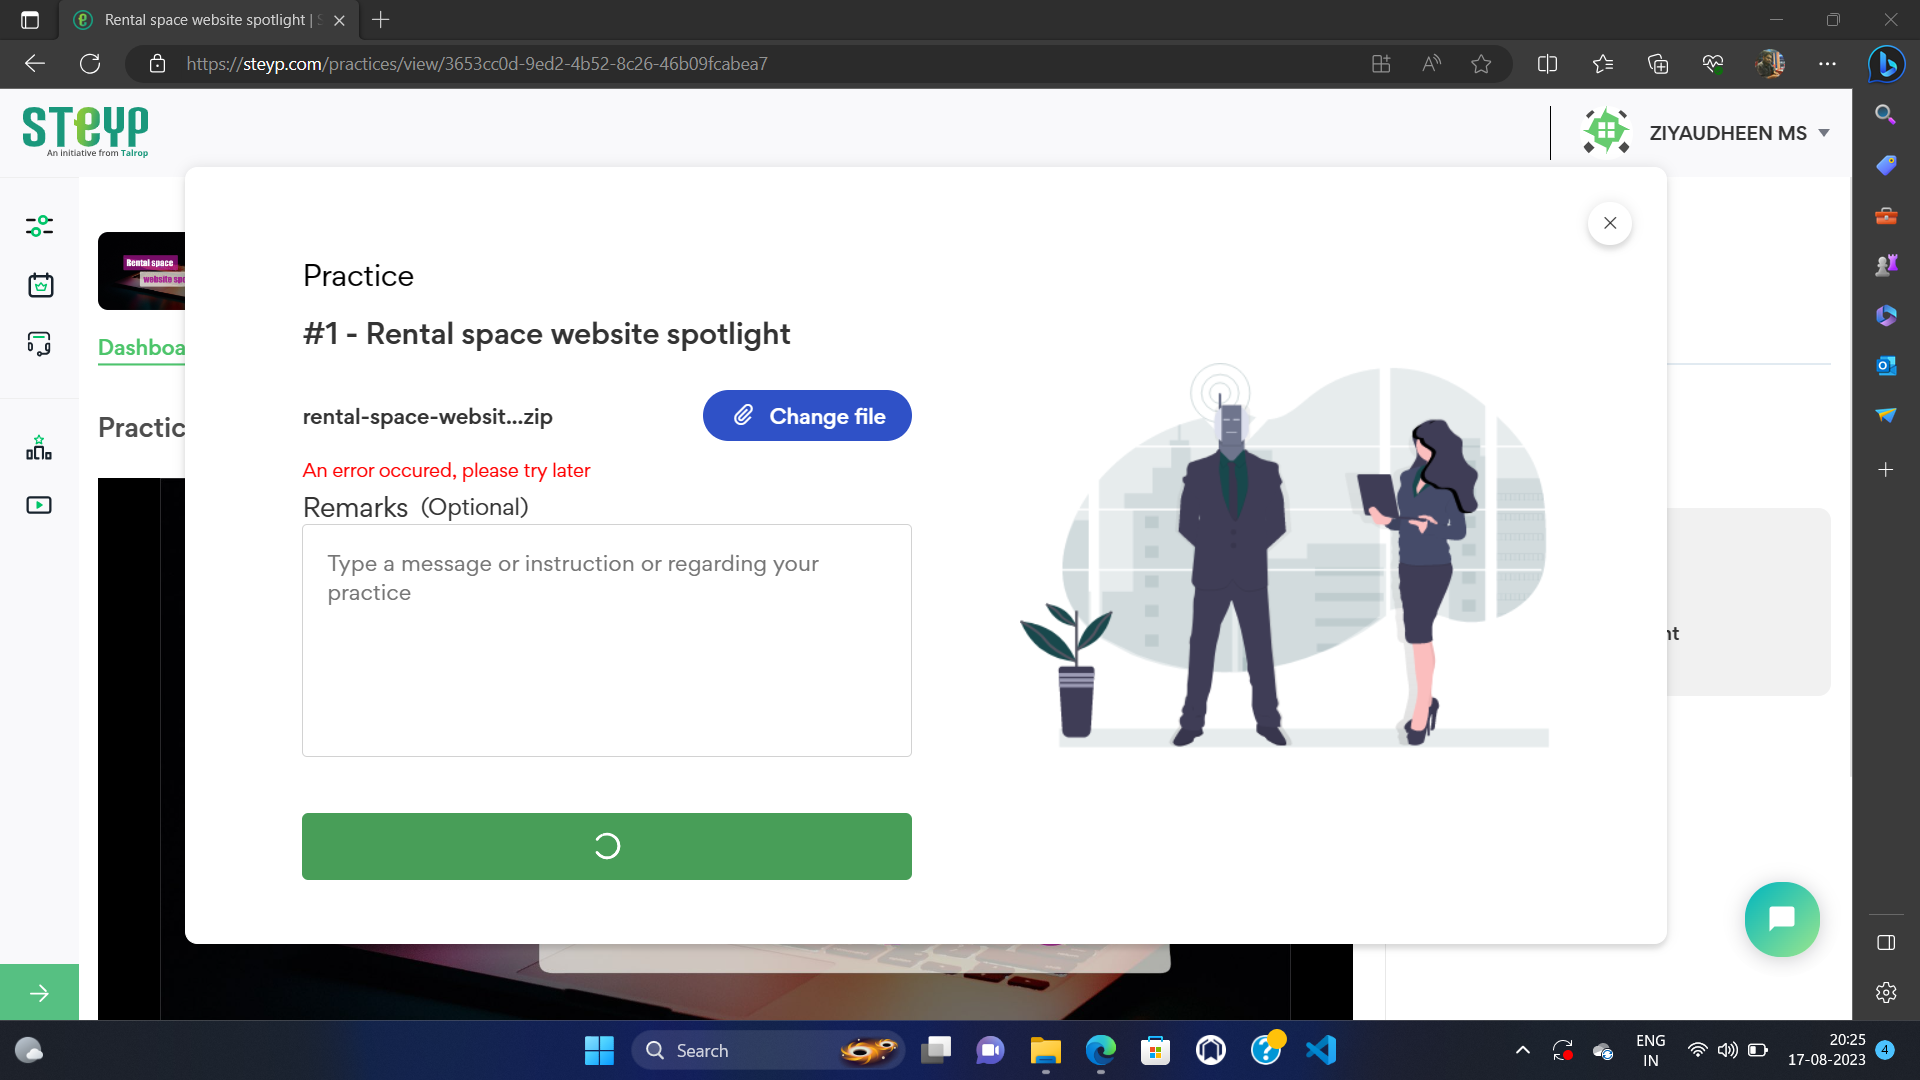 Rental space website spotlight | S
https://steyp.com/practices/view/3653cc0d-9ed2-4b52-8c26-46b09fcabea7
STEYP
An initiative from Talrop
ZIYAUDHEEN MS
Rental space
website spo
Dashboa
Practic
Practice
#1 - Rental space website spotlight
rental-space-websit...zip
Change file
An error occured, please try later
Remarks (Optional)
Type a message or instruction or regarding your
practice
nt
Search
ENG
IN
20:25
17-08-2023
4